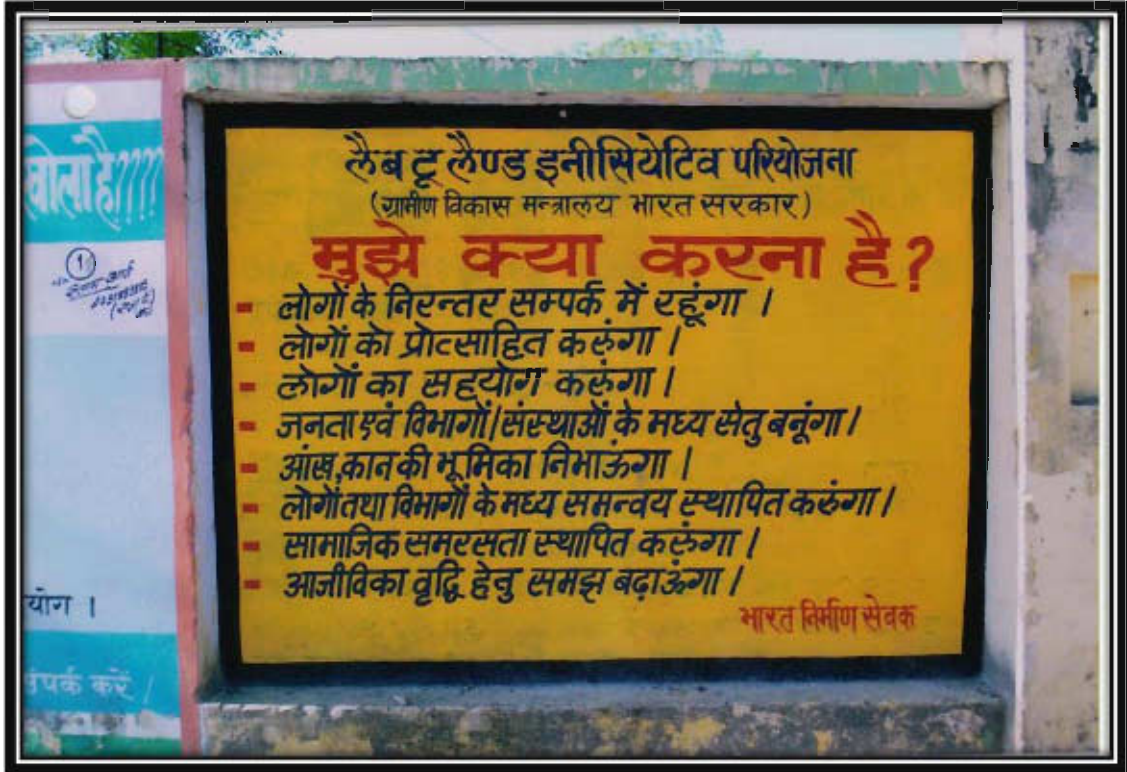 लैब टू लैण्ड इनीसियेटिव परियोजना
(ग्रामीण विकास मन्त्रालय भारत सरकार)
मुझे क्या करना है?
- लोगों के निरन्तर सम्पर्क में रहूंगा ।
- लोगों को प्रोत्साहित करुंगा ।
- लोगों का सहयोग करुंगा ।
- जनता एवं विभागों/संस्थाओं के मध्य सेतु बनूंगा ।
- आंख,कान की भूमिका निभाऊंगा ।
- लोगों तथा विभागों के मध्य समन्वय स्थापित करुंगा ।
- सामाजिक समरसता स्थापित करुंगा ।
- आजीविका वृद्धि हेतु समझ बढ़ाऊंगा ।
भारत निर्माण सेवक
है!!!!
1
योग ।
संपर्क करें /